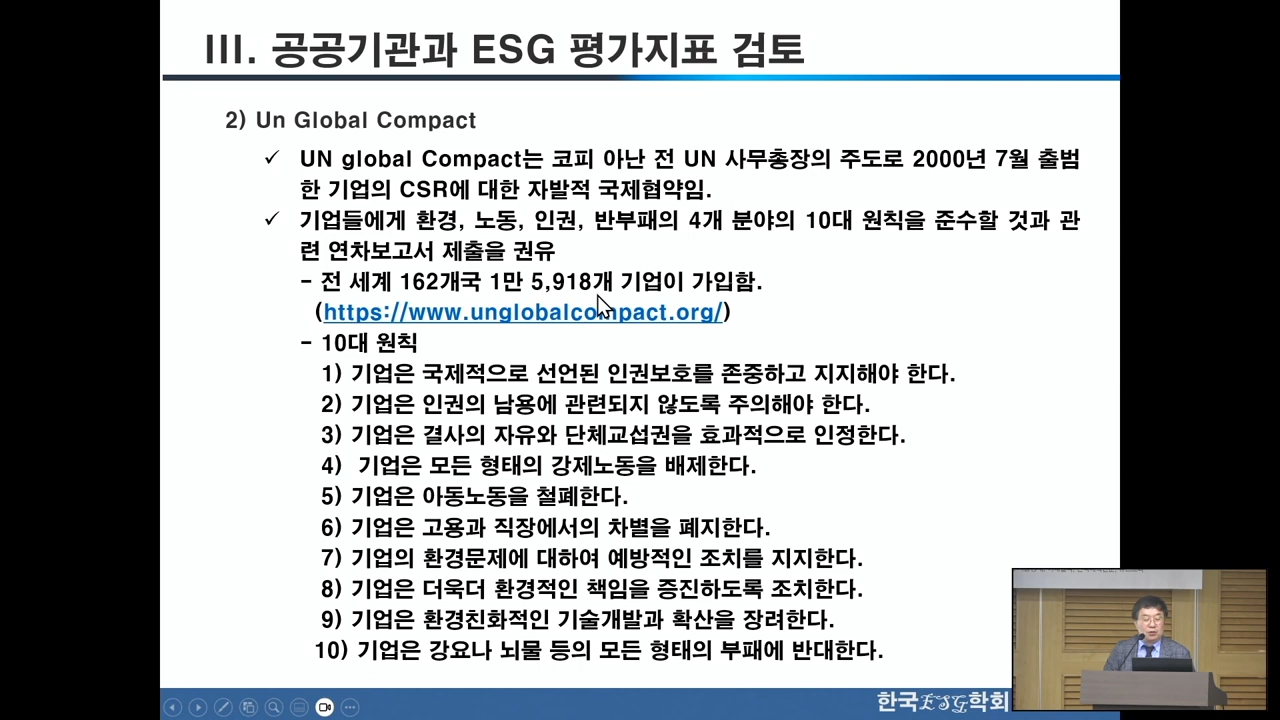 III. 공공기관과 ESG 평가지표 검토
2) Un Global Compact
✓ UN global Compact는 코피 아난 전 UN 사무총장의 주도로 2000년 7월 출범
한 기업의 CSR에 대한 자발적 국제협약임.
✓ 기업들에게 환경, 노동, 인권, 반부패의 4개 분야의 10대 원칙을 준수할 것과 관
련 연차보고서 제출을 권유
- 전 세계 162개국 1만 5,918개 기업이 가입함.
(https://www.unglobalcompact.org/)
- 10대 원칙
1) 기업은 국제적으로 선언된 인권보호를 존중하고 지지해야 한다.
2) 기업은 인권의 남용에 관련되지 않도록 주의해야 한다.
3) 기업은 결사의 자유와 단체교섭권을 효과적으로 인정한다.
4) 기업은 모든 형태의 강제노동을 배제한다.
5) 기업은 아동노동을 철폐한다.
6) 기업은 고용과 직장에서의 차별을 폐지한다.
7) 기업의 환경문제에 대하여 예방적인 조치를 지지한다.
8) 기업은 더욱더 환경적인 책임을 증진하도록 조치한다.
9) 기업은 환경친화적인 기술개발과 확산을 장려한다.
10) 기업은 강요나 뇌물 등의 모든 형태의 부패에 반대한다.
한국ESG학회